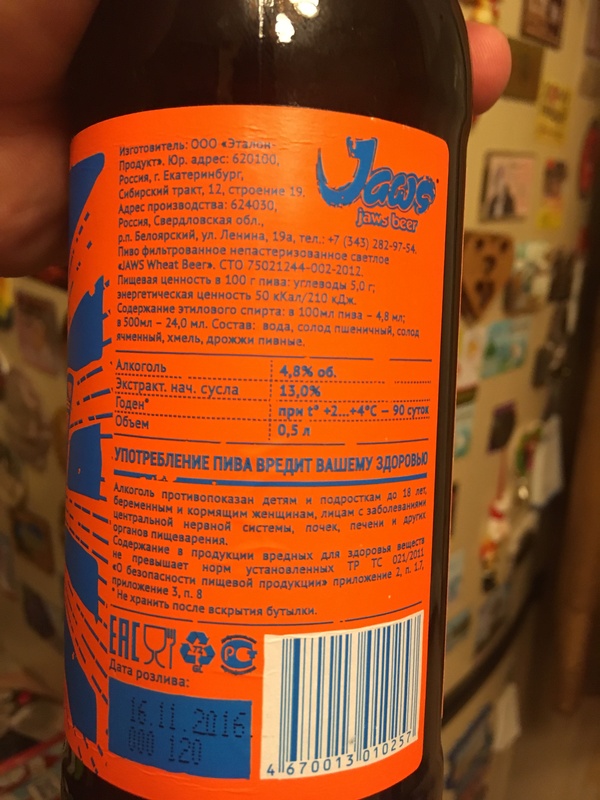 Jaws
jaws beer
Изготовитель: ООО «Эталон-
Продукт». Юр. адрес: 620100,
Россия, г. Екатеринбург,
Сибирский тракт, 12, строение 19.
Адрес производства: 624030,
Россия, Свердловская обл.,
р.п. Белоярский, ул. Ленина, 19а, тел.: +7 (343) 282-97-54.
Пиво фильтрованное непастеризованное светлое
«JAWS Wheat Beer». СТО 75021244-002-2012.
Пищевая ценность в 100 г пива: углеводы 5,0 г;
энергетическая ценность 50 кКал/210 кДж.
Содержание этилового спирта: в 100мл пива – 4,8 мл;
в 500мл – 24,0 мл. Состав: вода, солод пшеничный, солод
ячменный, хмель, дрожжи пивные.
Алкоголь 4,8% об.
Экстракт. нач. сусла 13,0%
Годен* при t° +2...+4°С — 90 суток
Объем 0,5 л
УПОТРЕБЛЕНИЕ ПИВА ВРЕДИТ ВАШЕМУ ЗДОРОВЬЮ
Алкоголь противопоказан детям и подросткам до 18 лет,
беременным и кормящим женщинам, лицам с заболеваниями
центральной нервной системы, почек, печени и других
органов пищеварения.
Содержание в продукции вредных для здоровья веществ
не превышает норм установленных ТР ТС 021/2011
«О безопасности пищевой продукции» приложение 2, п. 1.7,
приложение 3, п. 8
* Не хранить после вскрытия бутылки.
EAC 71 GL РСТ
Дата розлива:
16.11.2016
000 120
4 670013 010257